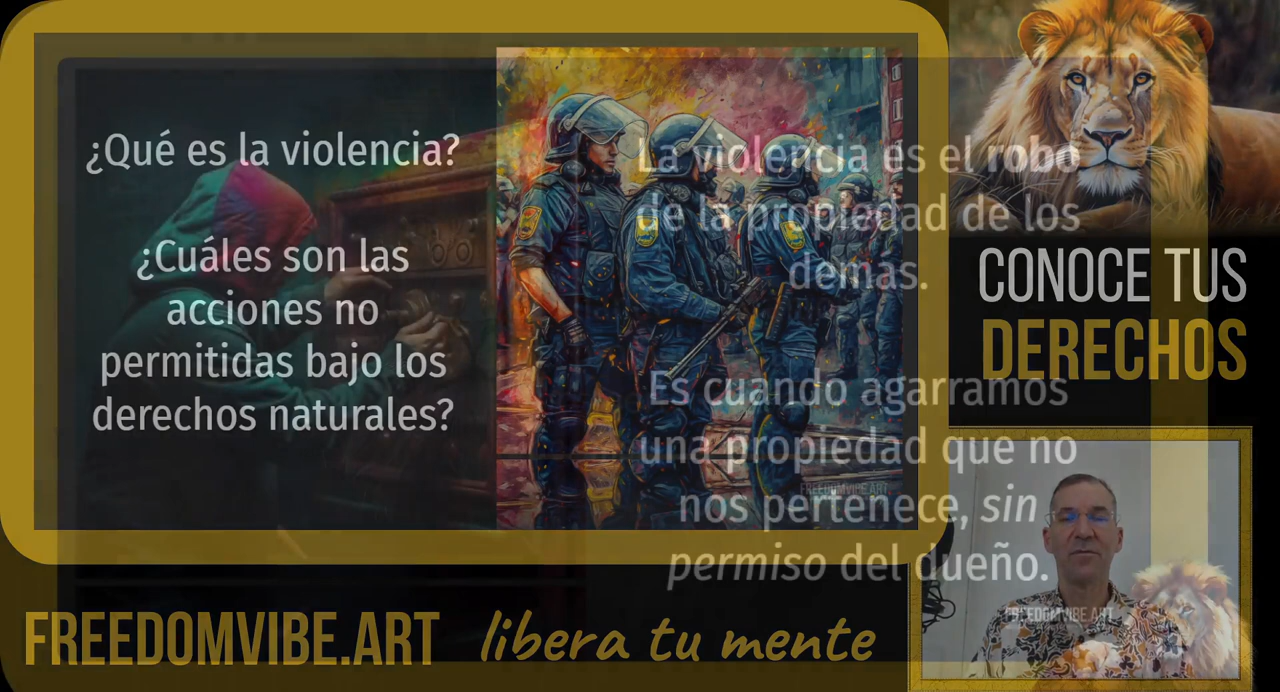 ¿Qué es la violencia?
¿Cuáles son las
acciones no
permitidas bajo los
derechos naturales?
La violencia es el robo
de la propiedad de los
demás.
Es cuando agarramos
una propiedad que no
nos pertenece, sin
permiso del dueño.
FREEDOMVIBE.ART
CONOCE TUS
DERECHOS
FREEDOMVIBE.ART
FREEDOMVIBE.ART libera tu mente